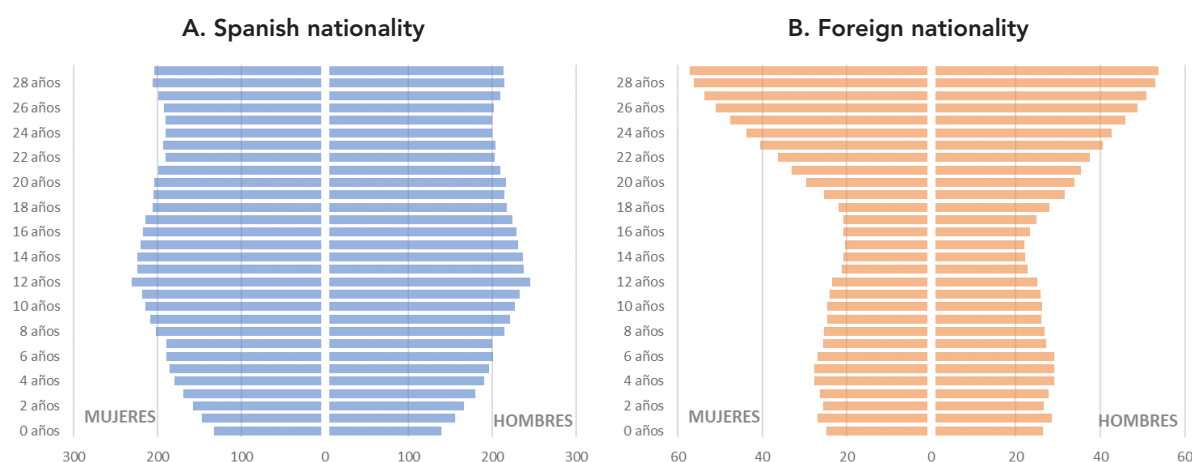 A. Spanish nationality
28 años
26 años
24 años
22 años
20 años
18 años
16 años
14 años
12 años
10 años
8 años
6 años
4 años
2 años
0 años
MUJERES
HOMBRES
300 200 100 0 100 200 300
B. Foreign nationality
28 años
26 años
24 años
22 años
20 años
18 años
16 años
14 años
12 años
10 años
8 años
6 años
4 años
2 años
0 años
MUJERES
HOMBRES
60 40 20 0 20 40 60